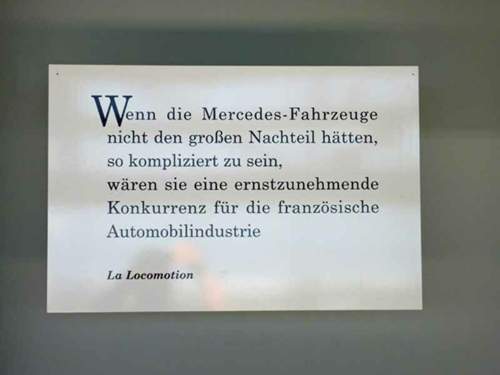 Wenn die Mercedes-Fahrzeuge
nicht den großen Nachteil hätten,
so kompliziert zu sein,
wären sie eine ernstzunehmende
Konkurrenz für die französische
Automobilindustrie
La Locomotion